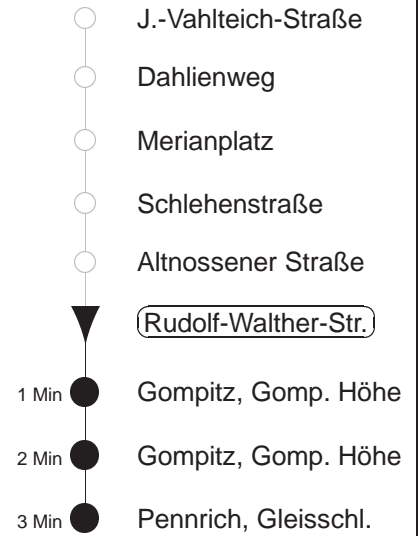 J.-Vahlteich-Straße
Dahlienweg
Merianplatz
Schlehenstraße
Altnossener Straße
Rudolf-Walther-Str.
1 Min Gompitz, Gomp. Höhe
2 Min Gompitz, Gomp. Höhe
3 Min Pennrich, Gleisschl.